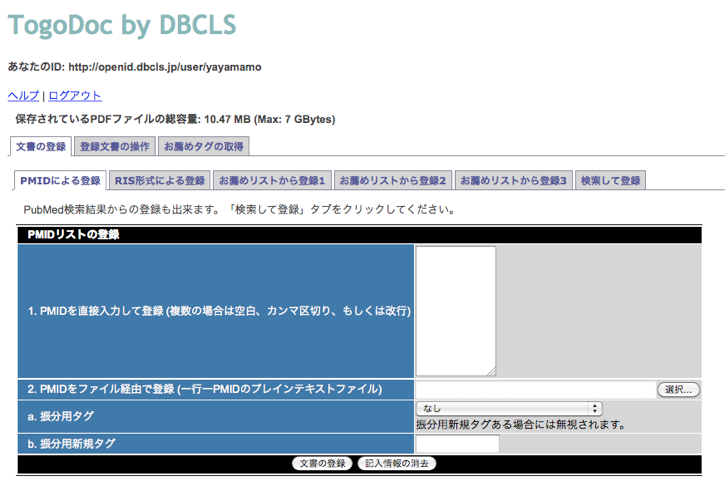 TogoDoc by DBCLS
あなたのID: http://openid.dbcls.jp/user/yayamamo
ヘルプ | ログアウト
保存されているPDFファイルの総容量: 10.47 MB (Max: 7 GBytes)
文書の登録 登録文書の操作 お薦めタグの取得
PMIDによる登録 RIS形式による登録 お薦めリストから登録1 お薦めリストから登録2 お薦めリストから登録3 検索して登録
PubMed検索結果からの登録も出来ます。「検索して登録」タブをクリックしてください。
PMIDリストの登録
1. PMIDを直接入力して登録 (複数の場合は空白、カンマ区切り、もしくは改行)
2. PMIDをファイル経由で登録 (一行一PMIDのプレインテキストファイル) 選択...
a. 振分用タグ なし
振分用新規タグある場合には無視されます。
b. 振分用新規タグ
文書の登録 記入情報の消去